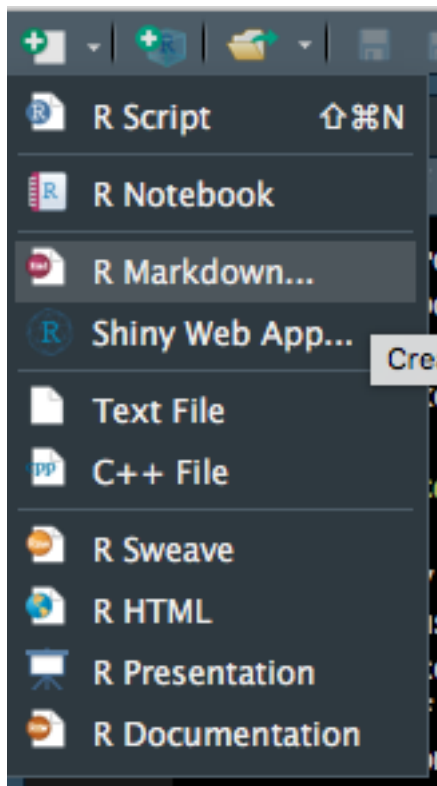 R Script ⇧⌘N
R Notebook
R Markdown...
Shiny Web App...
Cre
Text File
C++ File
R Sweave
R HTML
R Presentation
R Documentation